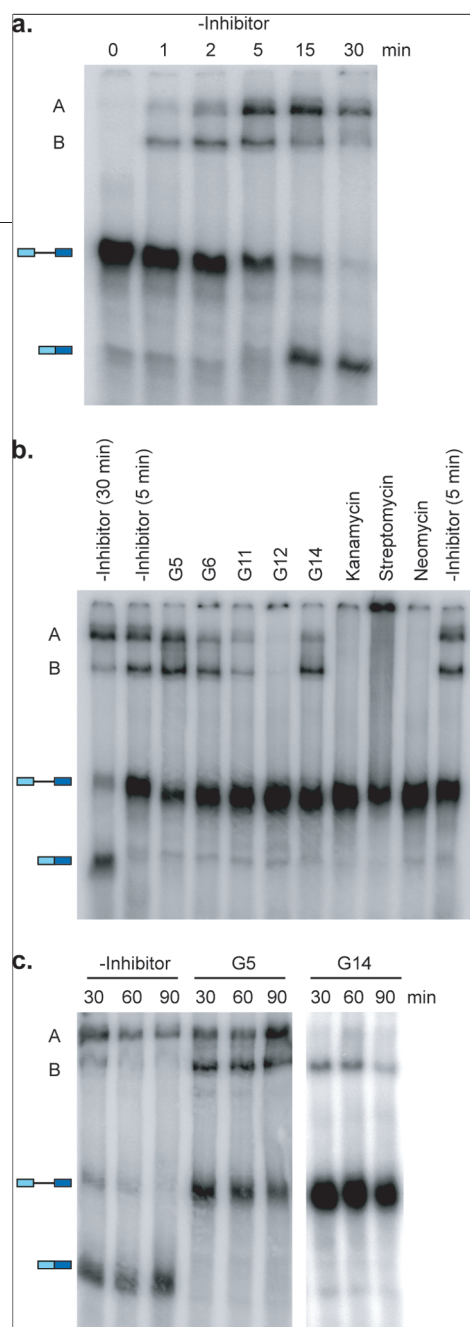 a.
-Inhibitor
0 1 2 5 15 30 min
A
B
b.
-Inhibitor (30 min)
-Inhibitor (5 min)
G5
G6
G11
G12
G14
Kanamycin
Streptomycin
Neomycin
-Inhibitor (5 min)
A
B
c.
-Inhibitor G5 G14
30 60 90 30 60 90 min 30 60 90 min
A
B